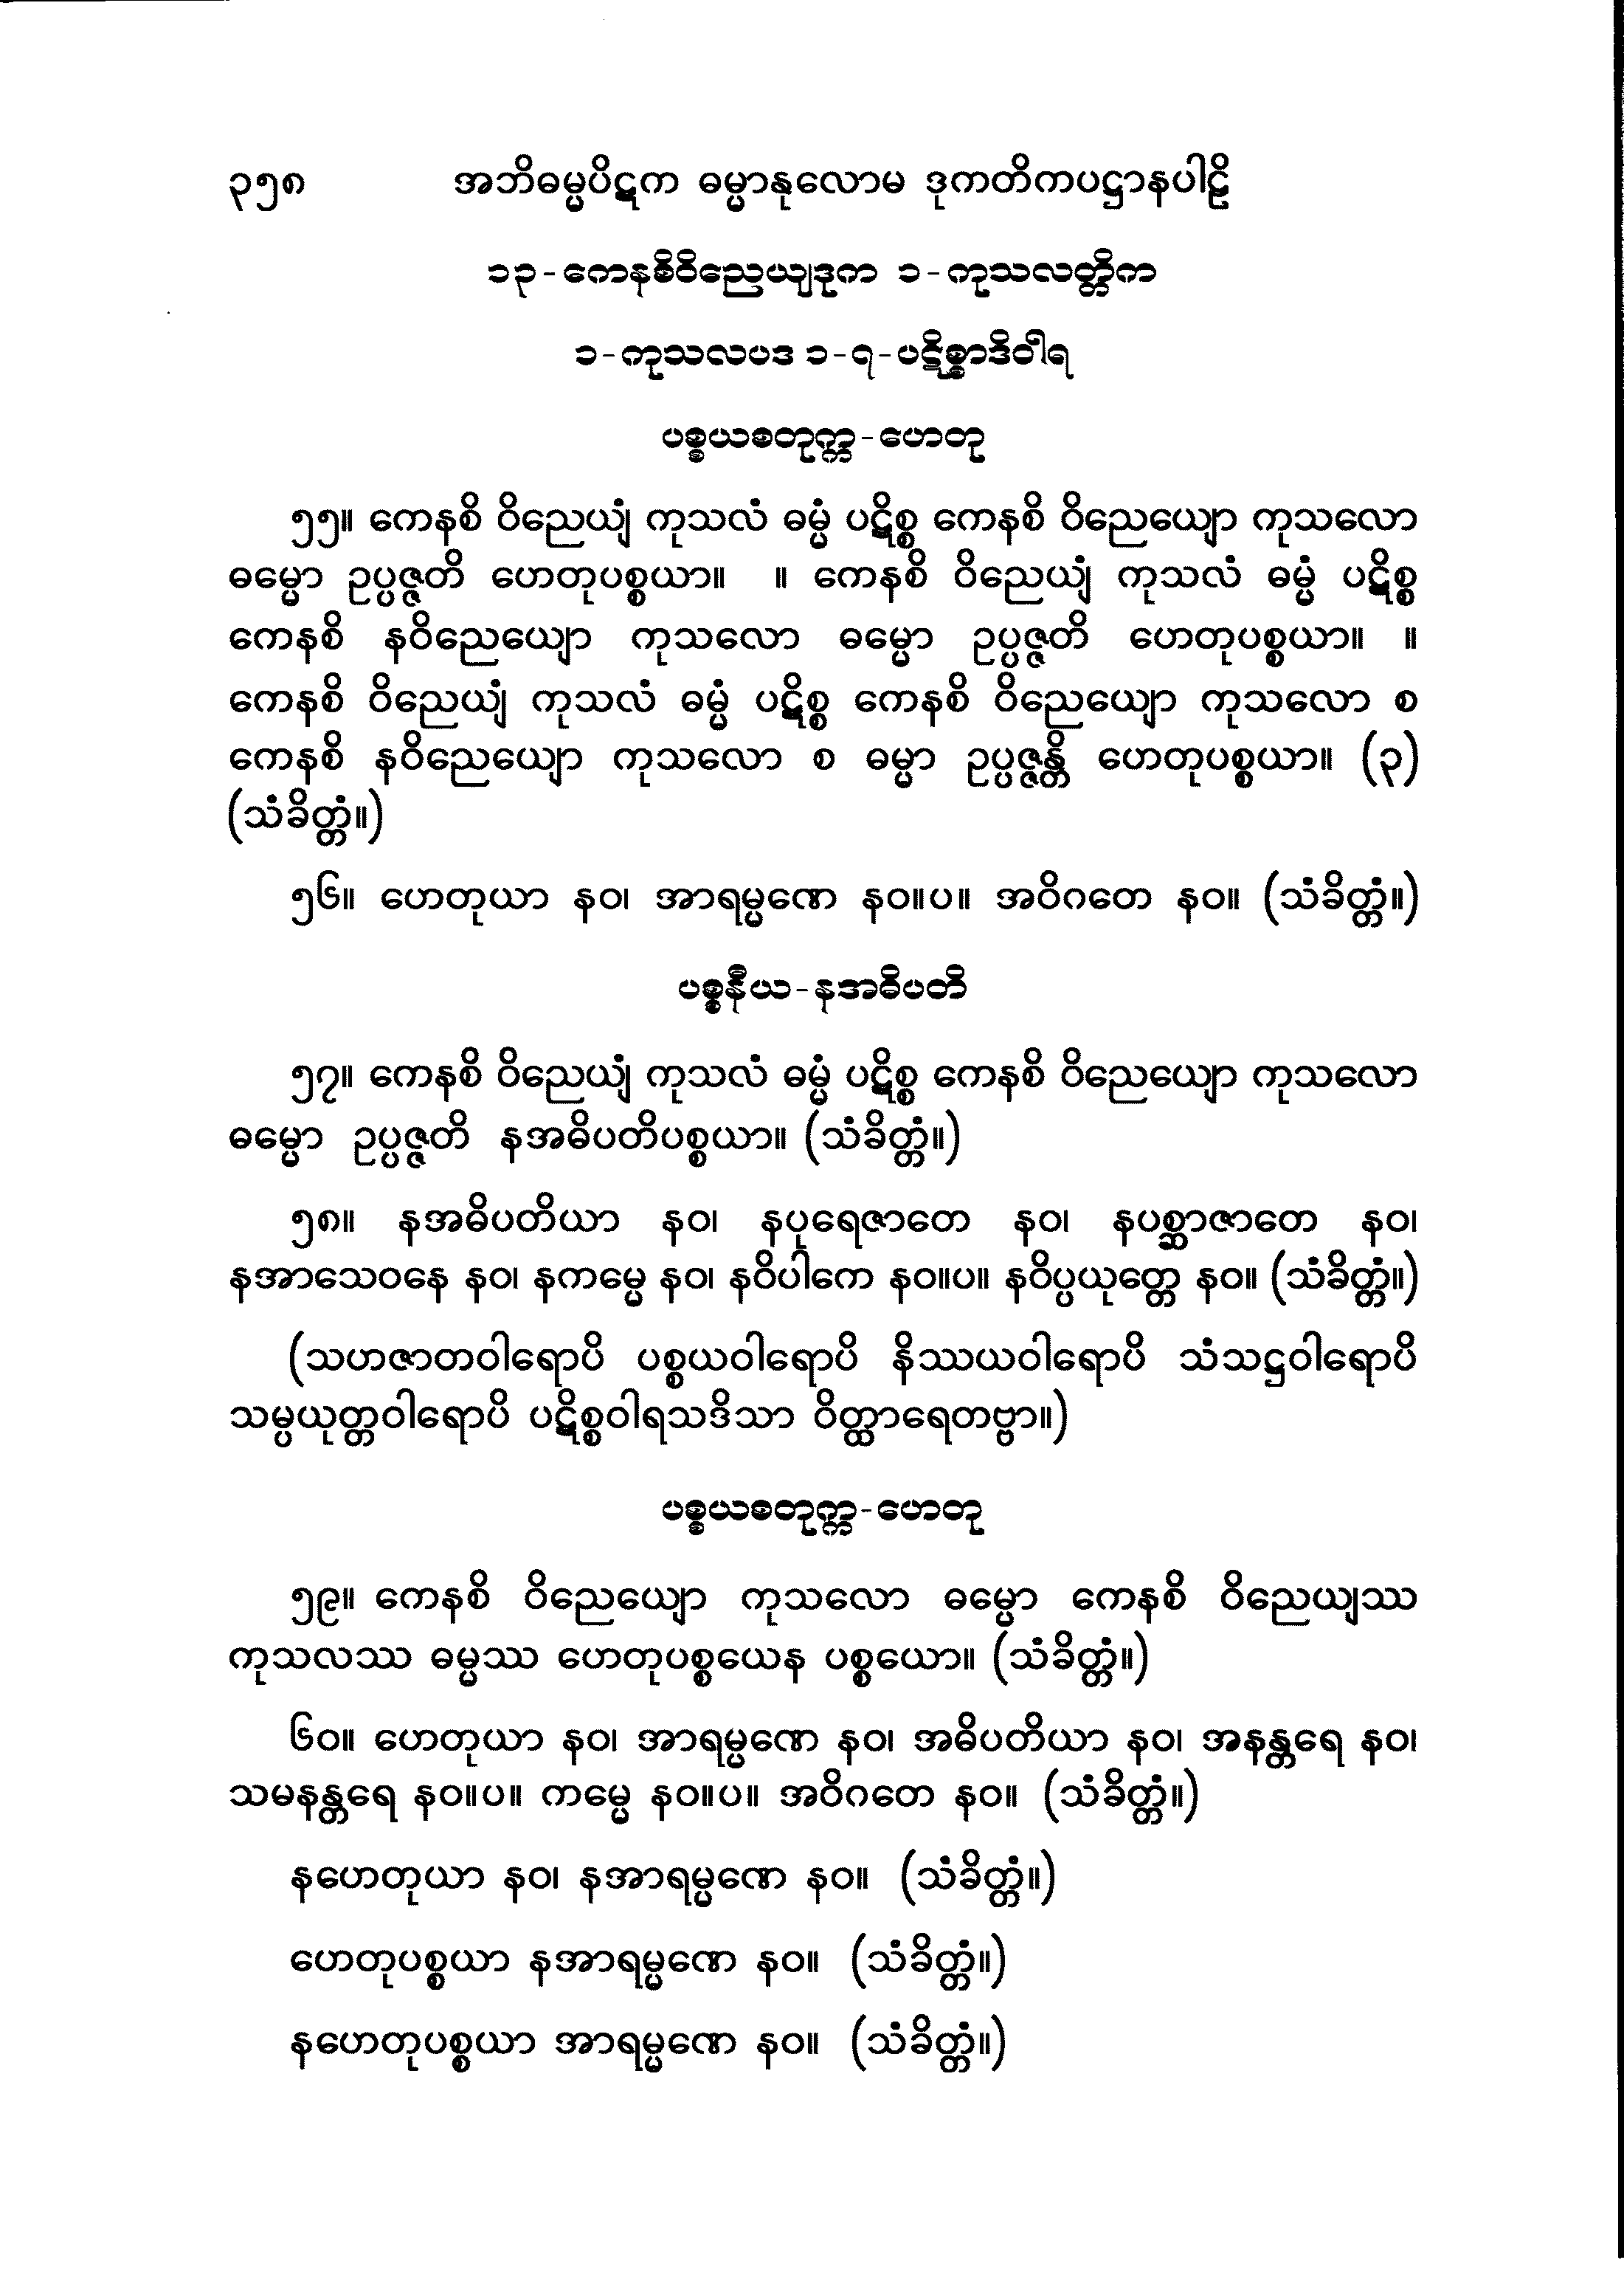 ၃၅၈ အဘိဓမ္မပိဋက ဓမ္မာနုလောမ ဒုကတိကပဋ္ဌာနပါဠိ
၁၃-ကေနစိဝိညေယျဒုက ၁-ကုသလတ္တိက
၁-ကုသလပဒ ၁-၇-ပဋိစ္စာဒိဝါရ
ပစ္စယစတုက္က-ဟေတု
၅၅။ ကေနစိ ဝိညေယျံ ကုသလံ ဓမ္မံ ပဋိစ္စ ကေနစိ ဝိညေယျော ကုသလော
ဓမ္မော ဥပ္ပဇ္ဇတိ ဟေတုပစ္စယာ။ ။ ကေနစိ ဝိညေယျံ ကုသလံ ဓမ္မံ ပဋိစ္စ
ကေနစိ နဝိညေယျော ကုသလော ဓမ္မော ဥပ္ပဇ္ဇတိ ဟေတုပစ္စယာ။ ။
ကေနစိ ဝိညေယျံ ကုသလံ ဓမ္မံ ပဋိစ္စ ကေနစိ ဝိညေယျော ကုသလော စ
ကေနစိ နဝိညေယျော ကုသလော စ ဓမ္မာ ဥပ္ပဇ္ဇန္တိ ဟေတုပစ္စယာ။ (၃)
(သံခိတ္တံ။)
၅၆။ ဟေတုယာ နဝ၊ အာရမ္မဏေ နဝ။ပ။ အဝိဂတေ နဝ။ (သံခိတ္တံ။)
ပစ္စနီယ-နအဓိပတိ
၅၇။ ကေနစိ ဝိညေယျံ ကုသလံ ဓမ္မံ ပဋိစ္စ ကေနစိ ဝိညေယျော ကုသလော
ဓမ္မော ဥပ္ပဇ္ဇတိ နအဓိပတိပစ္စယာ။ (သံခိတ္တံ။)
၅၈။ နအဓိပတိယာ နဝ၊ နပုရေဇာတေ နဝ၊ နပစ္ဆာဇာတေ နဝ၊
နအာသေဝနေ နဝ၊ နကမ္မေ နဝ၊ နဝိပါကေ နဝ။ပ။ နဝိပ္ပယုတ္တေ နဝ။ (သံခိတ္တံ။)
(သဟဇာတဝါရောပိ ပစ္စယဝါရောပိ နိဿယဝါရောပိ သံသဋ္ဌဝါရောပိ
သမ္ပယုတ္တဝါရောပိ ပဋိစ္စဝါရသဒိသာ ဝိတ္ထာရေတဗ္ဗာ။)
ပစ္စယစတုက္က-ဟေတု
၅၉။ ကေနစိ ဝိညေယျော ကုသလော ဓမ္မော ကေနစိ ဝိညေယျဿ
ကုသလဿ ဓမ္မဿ ဟေတုပစ္စယေန ပစ္စယော။ (သံခိတ္တံ။)
၆၀။ ဟေတုယာ နဝ၊ အာရမ္မဏေ နဝ၊ အဓိပတိယာ နဝ၊ အနန္တရေ နဝ၊
သမနန္တရေ နဝ။ပ။ ကမ္မေ နဝ။ပ။ အဝိဂတေ နဝ။ (သံခိတ္တံ။)
နဟေတုယာ နဝ၊ နအာရမ္မဏေ နဝ။ (သံခိတ္တံ။)
ဟေတုပစ္စယာ နအာရမ္မဏေ နဝ။ (သံခိတ္တံ။)
နဟေတုပစ္စယာ အာရမ္မဏေ နဝ။ (သံခိတ္တံ။)